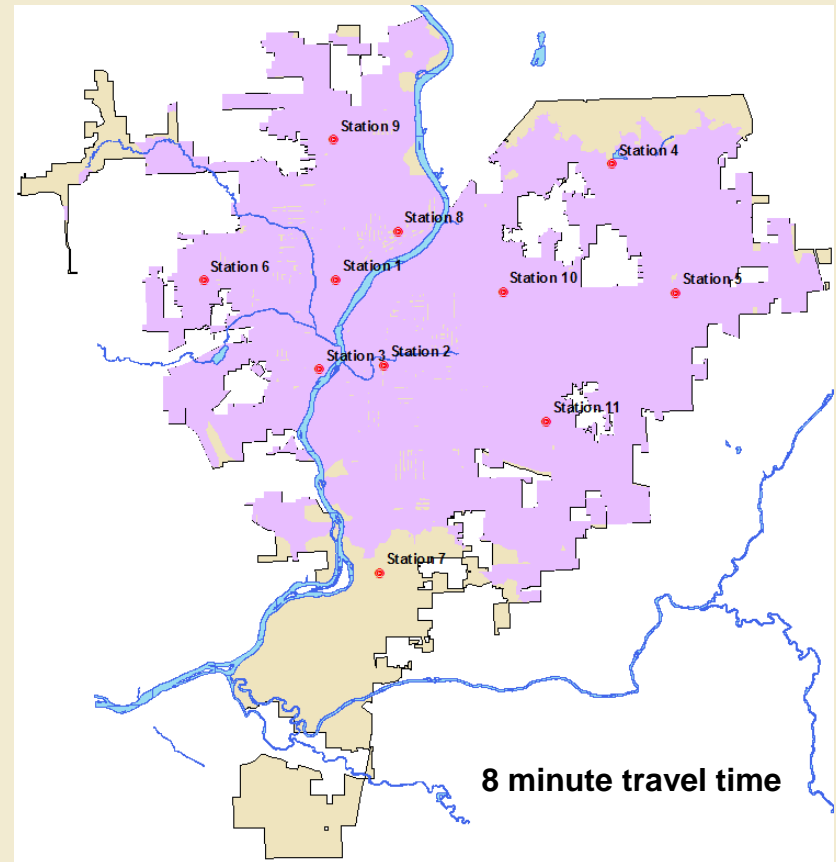 Station 9
Station 4
Station 8
Station 6
Station 1
Station 10
Station 5
Station 3
Station 2
Station 11
Station 7
8 minute travel time